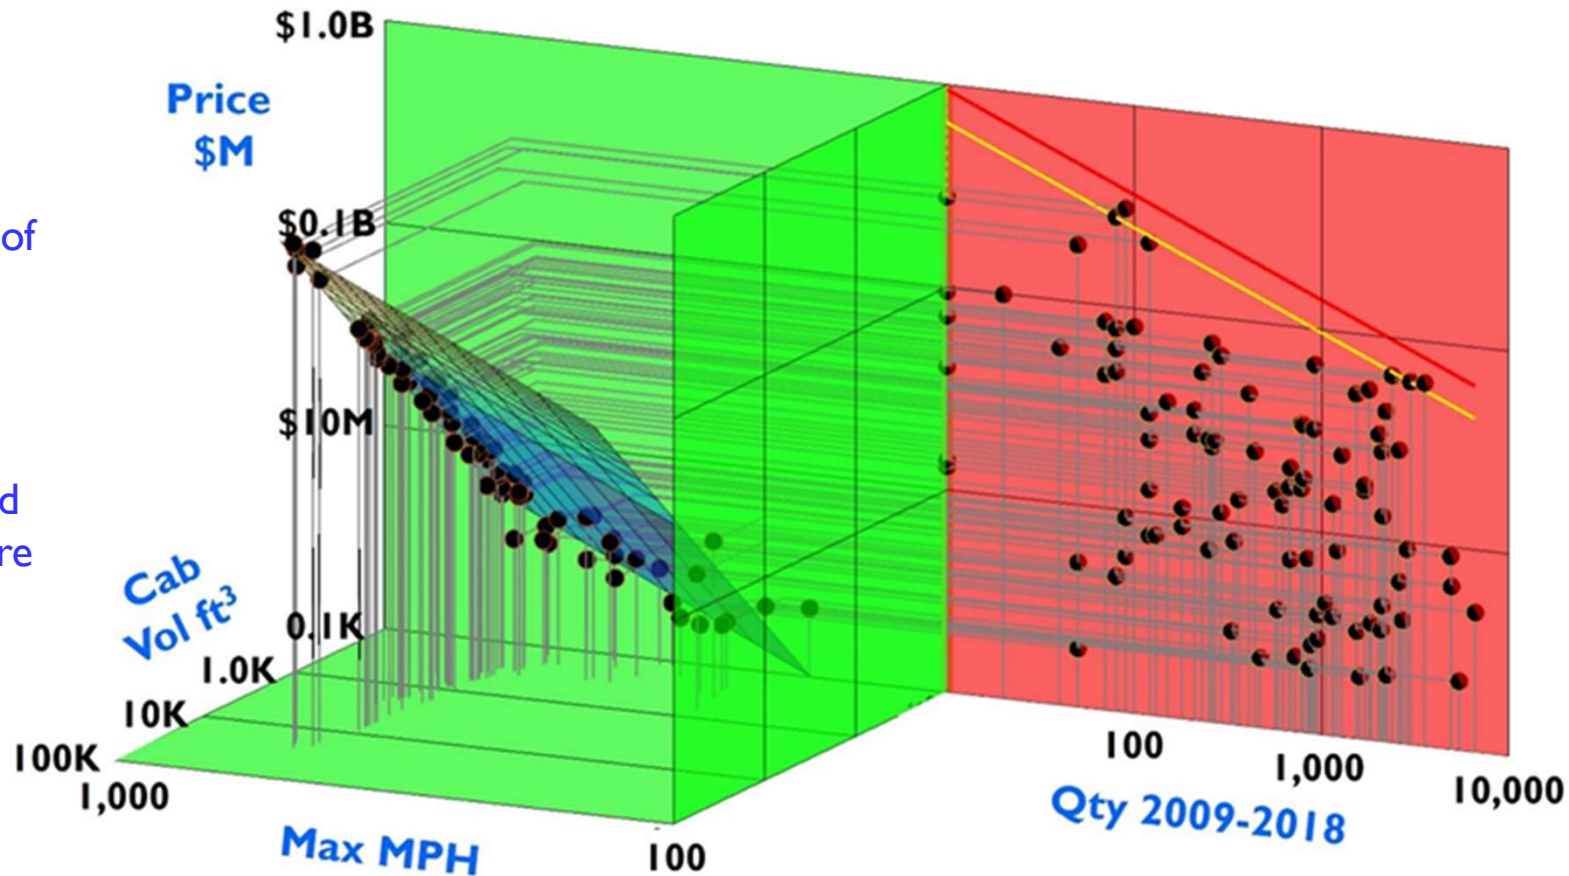 $1.0B
Price
$M
$0.1B
of
$10M
d
re
Cab
Vol ft³
0.1K
1.0K
10K
100K
1,000
Max MPH
100
100
1,000
10,000
Qty 2009-2018